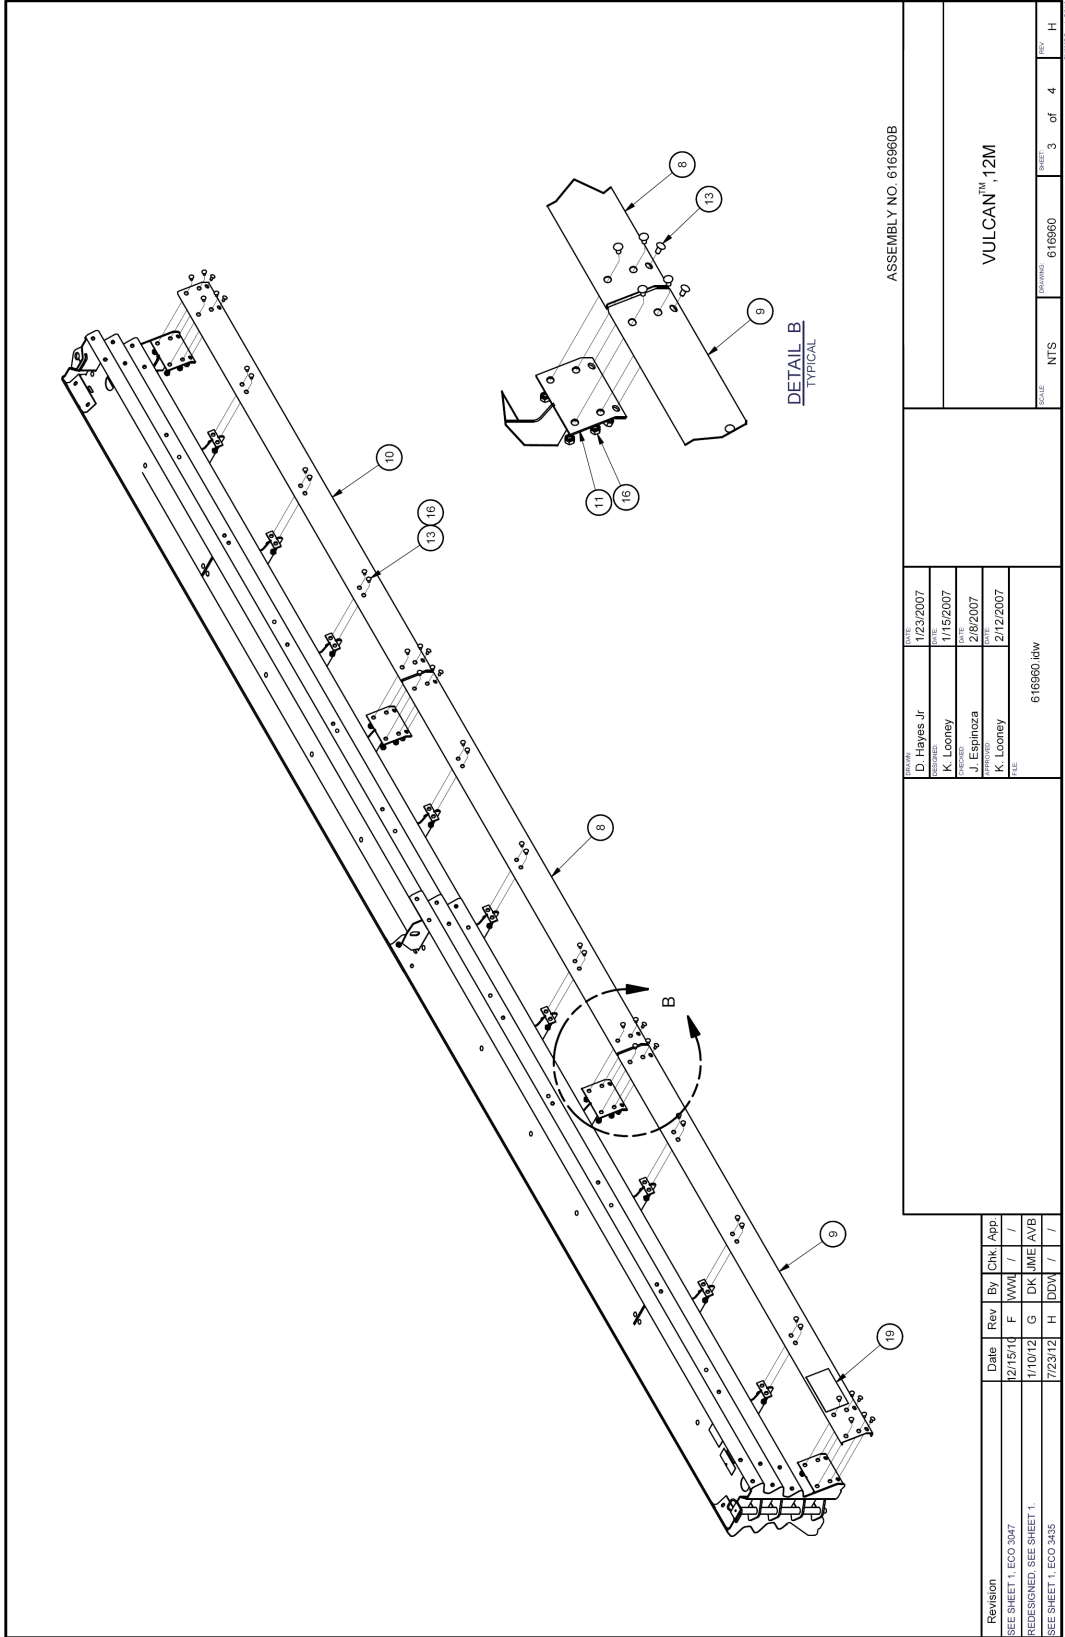 10
13 16
8
B
9
19
8
13
9
11
16
DETAIL B
TYPICAL
ASSEMBLY NO. 616960B
Revision Date Rev By Chk. App.
SEE SHEET 1, ECO 3047 12/15/10 F WWL / /
REDESIGNED, SEE SHEET 1. 1/10/12 G DK JME AVB
SEE SHEET 1, ECO 3435 7/23/12 H DDW / /
DRAWN: D. Hayes Jr DATE: 1/23/2007
DESIGNED: K. Looney DATE: 1/15/2007
CHECKED: J. Espinoza DATE: 2/8/2007
APPROVED: K. Looney DATE: 2/12/2007
FILE: 616960.idw
VULCAN™,12M
SCALE: NTS DRAWING: 616960 SHEET: 3 of 4 REV H